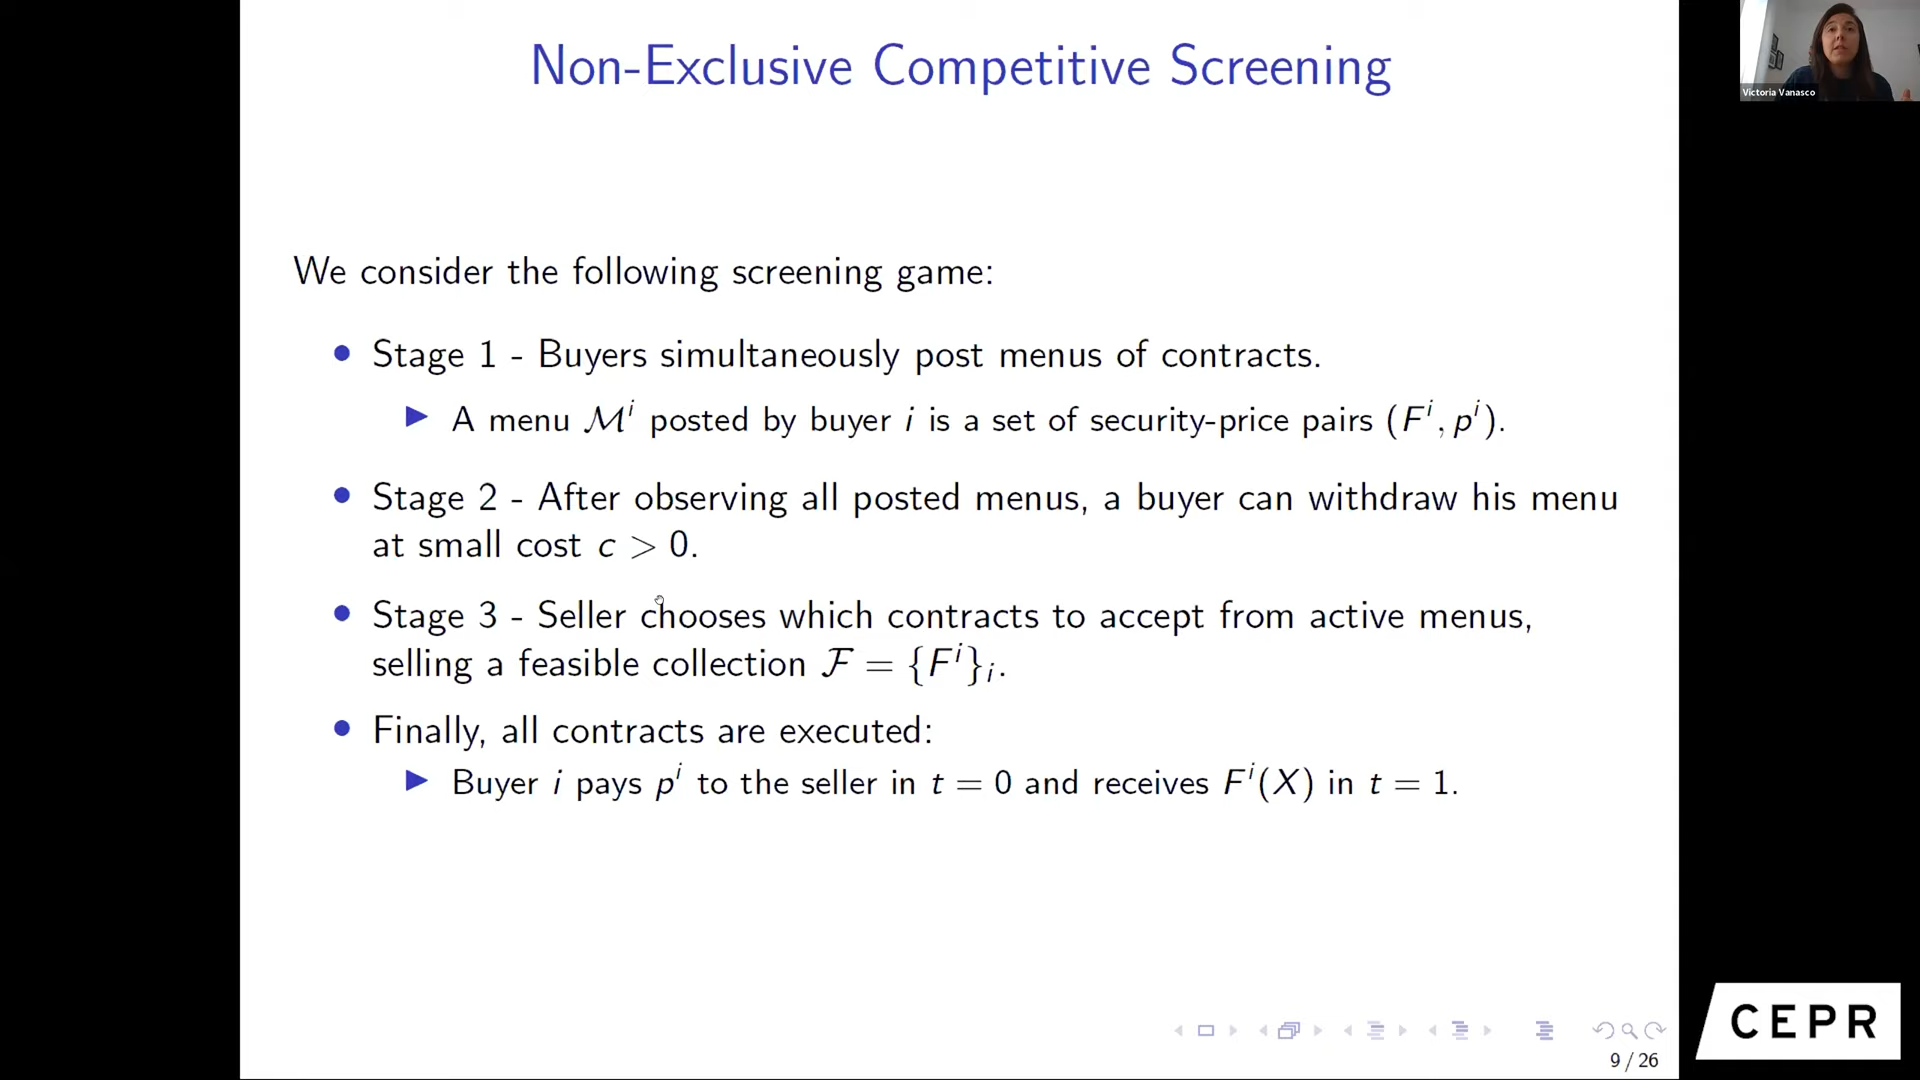 Non-Exclusive Competitive Screening
Victoria Vanasco
We consider the following screening game:
• Stage 1 - Buyers simultaneously post menus of contracts.
▶ A menu ℳⁱ posted by buyer i is a set of security-price pairs (Fⁱ, pⁱ).
• Stage 2 - After observing all posted menus, a buyer can withdraw his menu
at small cost c > 0.
• Stage 3 - Seller chooses which contracts to accept from active menus,
selling a feasible collection ℱ = {Fⁱ}ᵢ.
• Finally, all contracts are executed:
▶ Buyer i pays pⁱ to the seller in t = 0 and receives Fⁱ(X) in t = 1.
9 / 26
CEPR